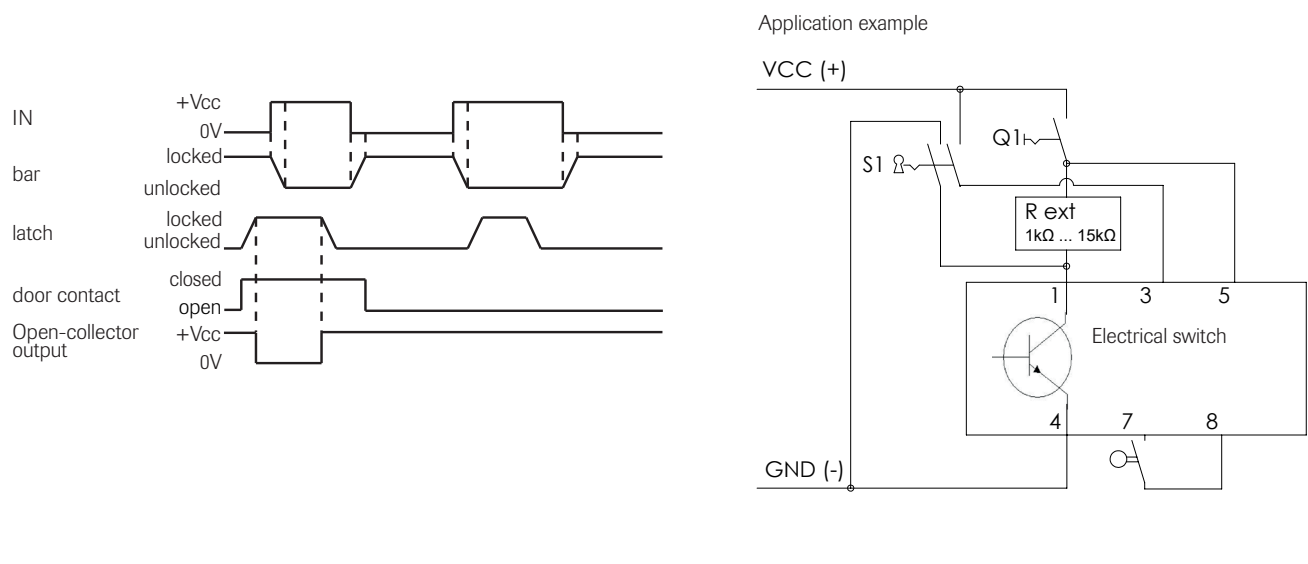 IN
+Vcc
0V
bar
locked
unlocked
latch
locked
unlocked
door contact
closed
open
Open-collector
output
+Vcc
0V
Application example
VCC (+)
Q1
S1
R ext
1kΩ ... 15kΩ
1 3 5
Electrical switch
4 7 8
GND (-)